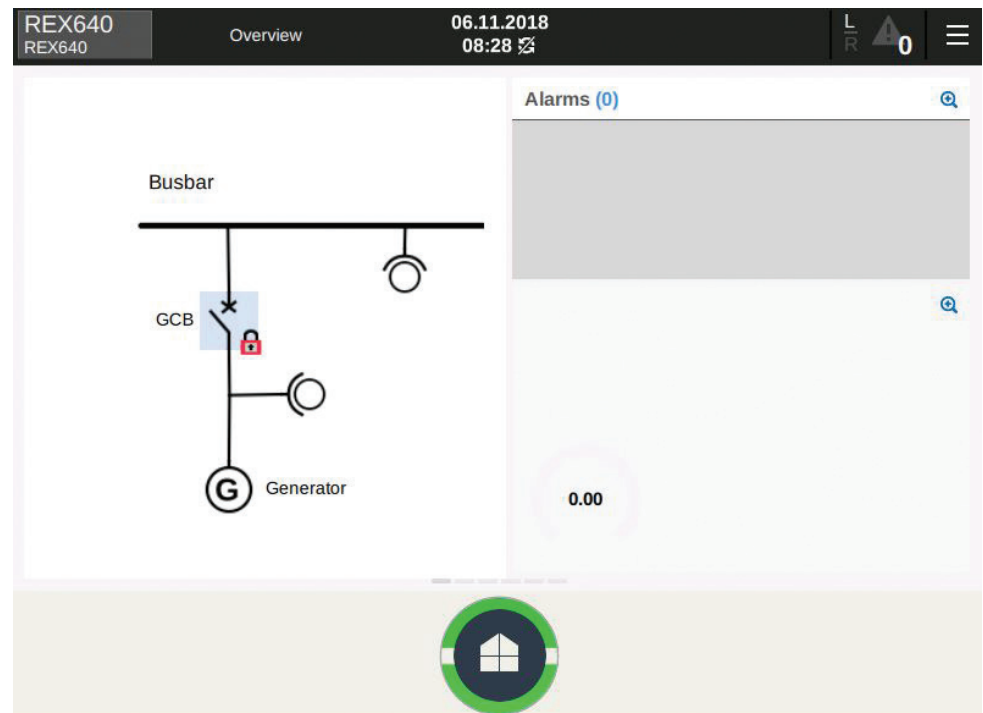 REX640
REX640
Overview
06.11.2018
08:28
L
R
0
Alarms (0)
Busbar
GCB
G
Generator
0.00